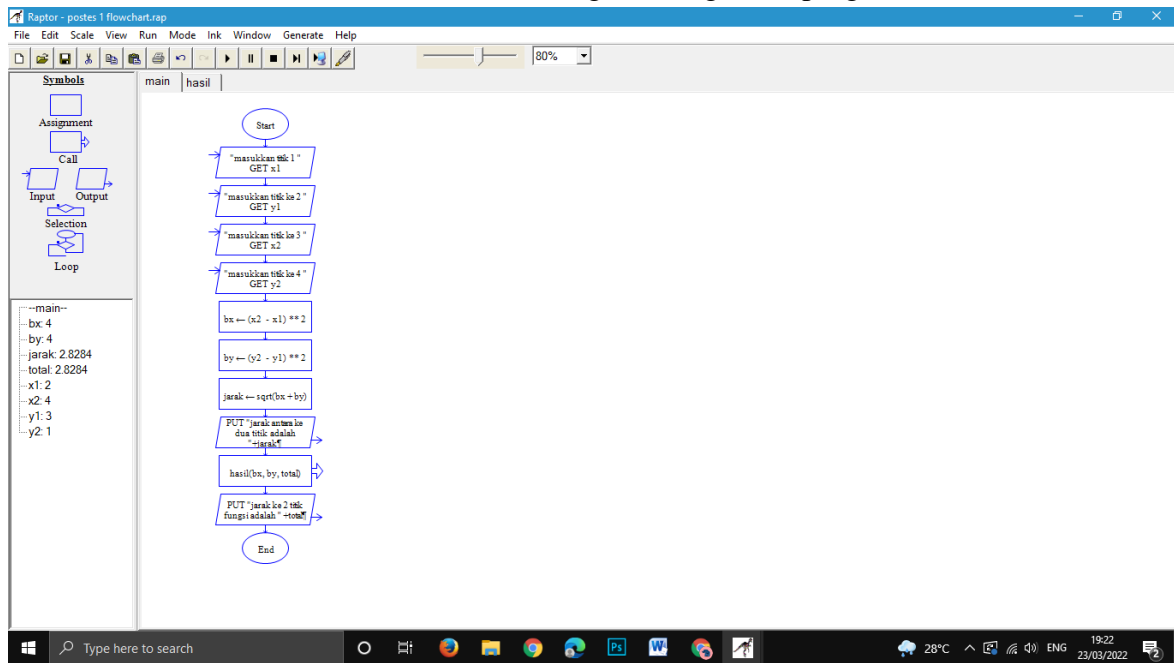 Raptor - postes 1 flowchart.rap
File Edit Scale View Run Mode Ink Window Generate Help
80%
Symbols
Assignment
Call
Input Output
Selection
Loop
main hasil
Start
"masukkan titik 1 "
GET x1
"masukkan titik ke 2 "
GET y1
"masukkan titik ke 3 "
GET x2
"masukkan titik ke 4 "
GET y2
bx ← (x2 - x1) ** 2
by ← (y2 - y1) ** 2
jarak ← sqrt(bx + by)
PUT "jarak antara ke
dua titik adalah
"+jarak¶
hasil(bx, by, total)
PUT "jarak ke 2 titik
fungsi adalah " +total¶
End
--main--
bx: 4
by: 4
jarak: 2.8284
total: 2.8284
x1: 2
x2: 4
y1: 3
y2: 1
Type here to search
Ps
W
28°C
ENG
19:22
23/03/2022
2